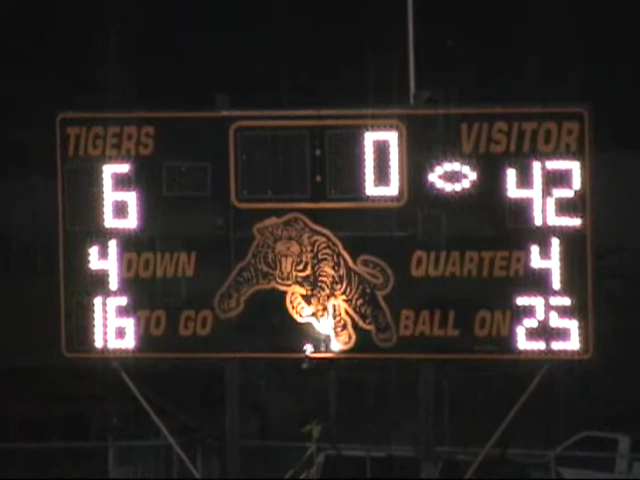 TIGERS 0 VISITOR
6 42
4 DOWN QUARTER 4
16 TO GO BALL ON 25